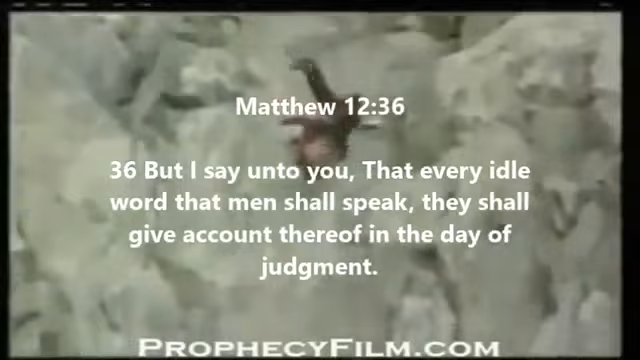 Matthew 12:36
36 But I say unto you, That every idle
word that men shall speak, they shall
give account thereof in the day of
judgment.
ProphecyFilm.com